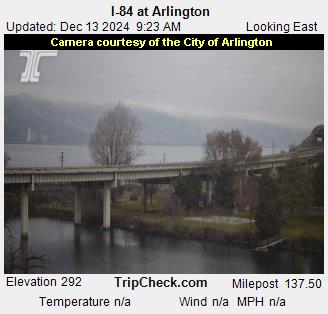 I-84 at Arlington
Updated: Dec 13 2024 9:23 AM Looking East
Camera courtesy of the City of Arlington
Elevation 292 TripCheck.com Milepost 137.50
Temperature n/a Wind n/a MPH n/a